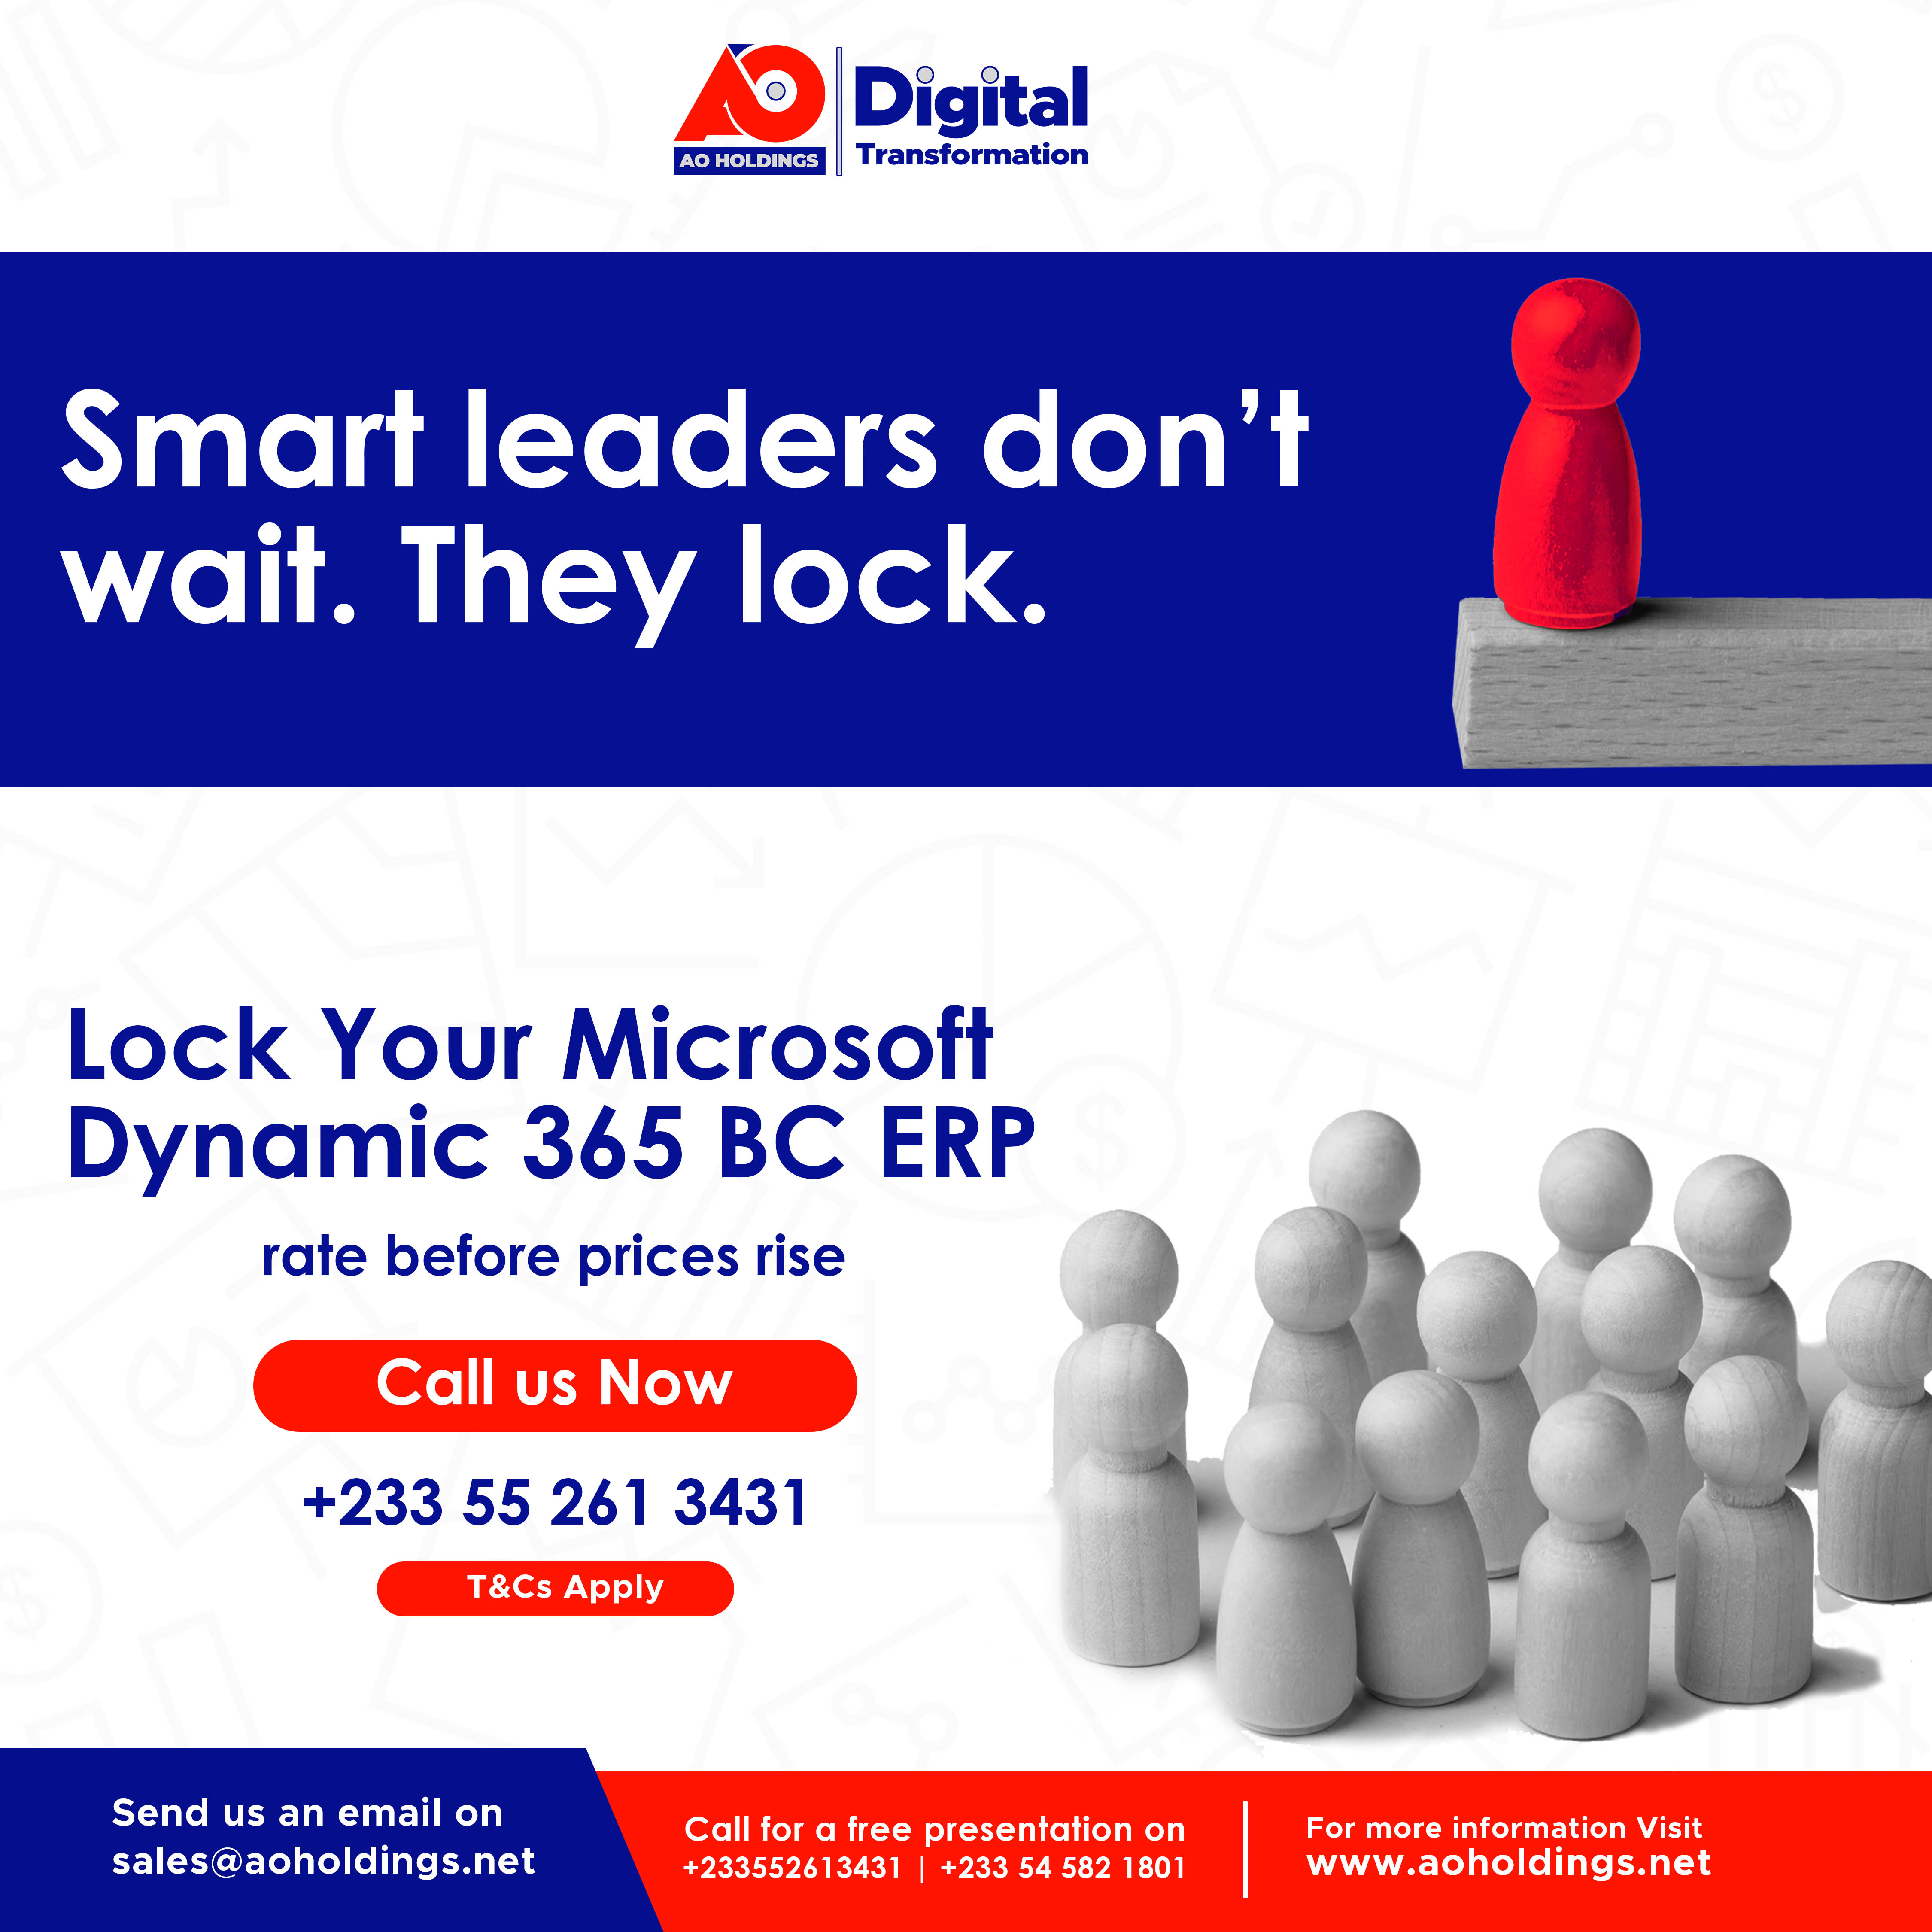 AO HOLDINGS
Digital
Transformation
Smart leaders don’t
wait. They lock.
Lock Your Microsoft
Dynamic 365 BC ERP
rate before prices rise
Call us Now
+233 55 261 3431
T&Cs Apply
Send us an email on
sales@aoholdings.net
Call for a free presentation on
+233552613431 | +233 54 582 1801
For more information Visit
www.aoholdings.net